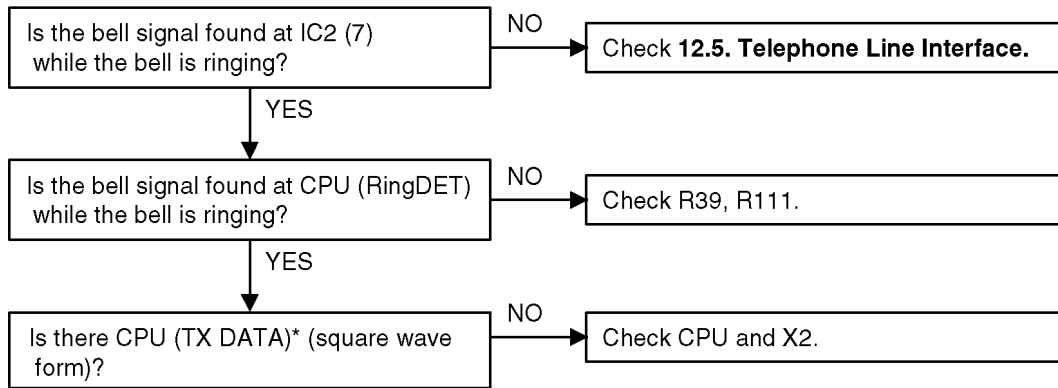 Is the bell signal found at IC2 (7)
while the bell is ringing?
NO
Check 12.5. Telephone Line Interface.
YES
Is the bell signal found at CPU (RingDET)
while the bell is ringing?
NO
Check R39, R111.
YES
Is there CPU (TX DATA)* (square wave
form)?
NO
Check CPU and X2.